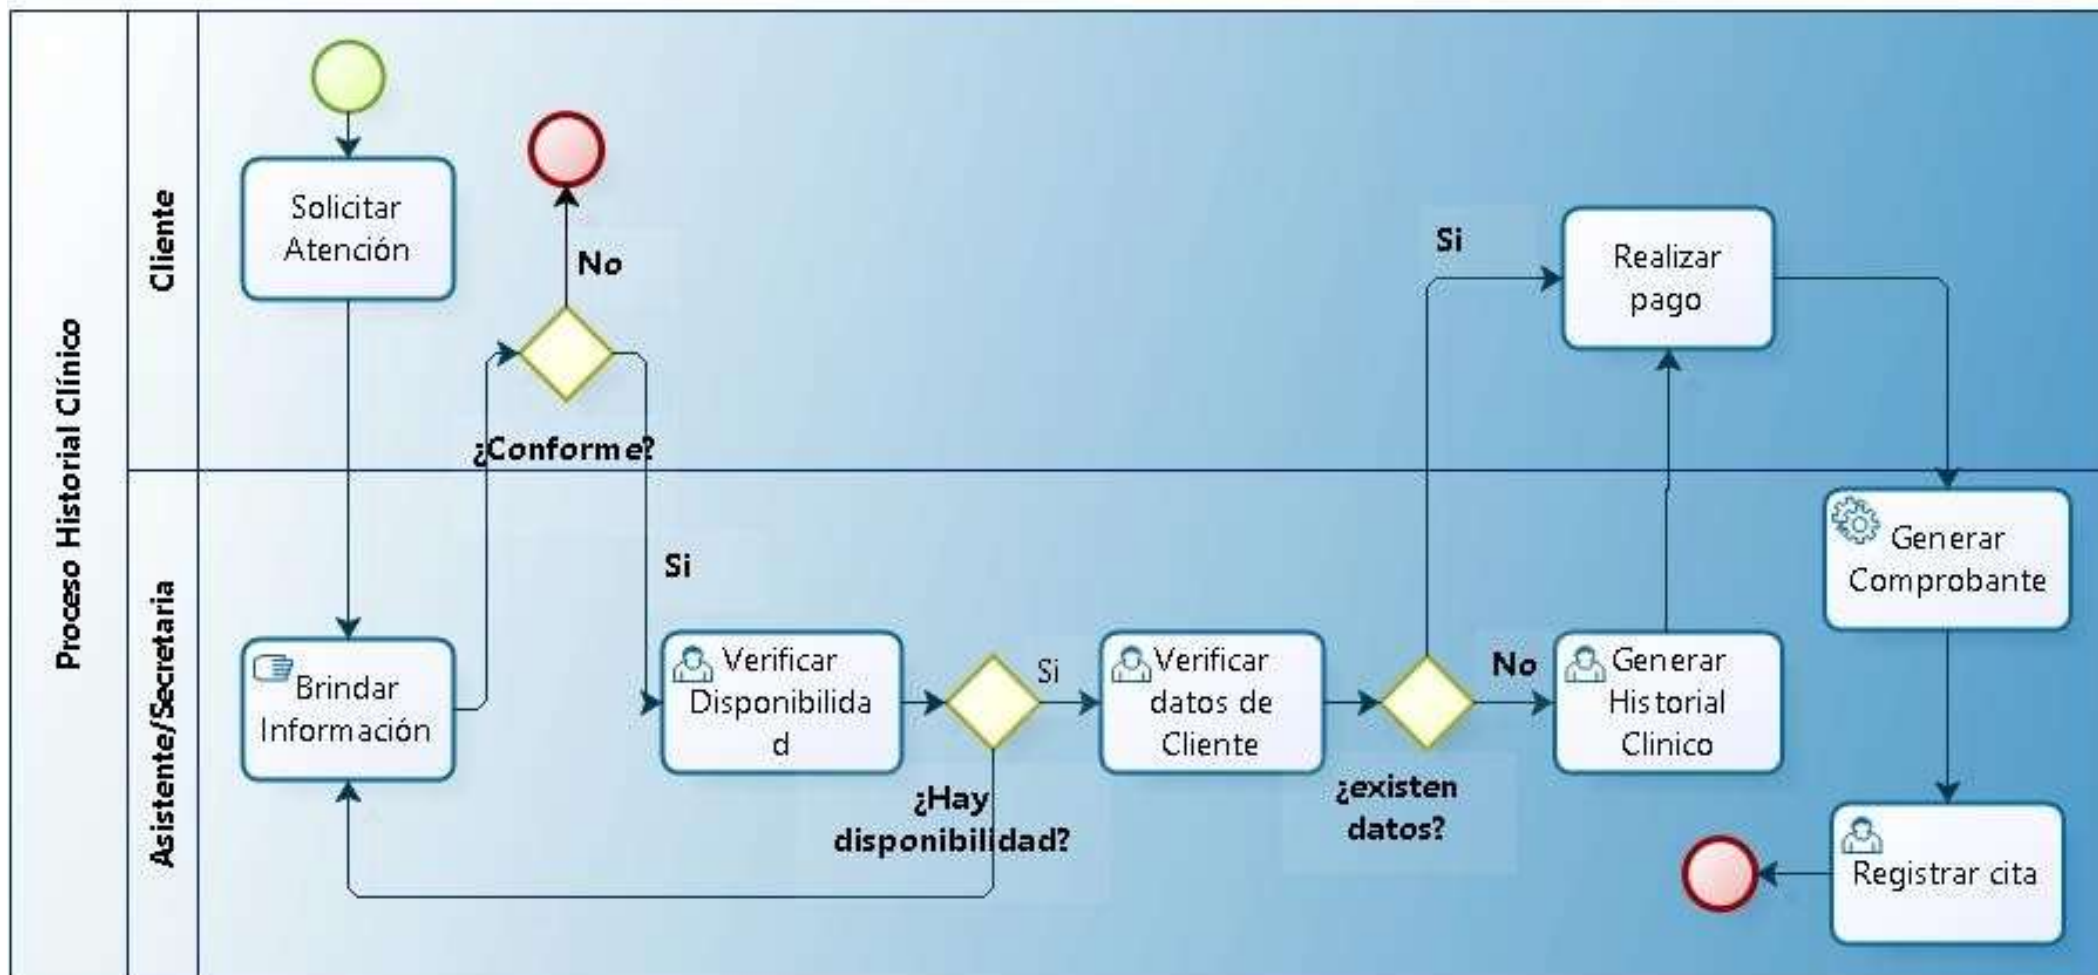 Proceso Historial Clínico
Cliente
Solicitar
Atención
No
¿Conforme?
Si
Realizar
pago
Asistente/Secretaria
Brindar
Información
Si
Verificar
Disponibilida
d
Si
¿Hay
disponibilidad?
Verificar
datos de
Cliente
¿existen
datos?
No
Generar
Historial
Clinico
Generar
Comprobante
Registrar cita